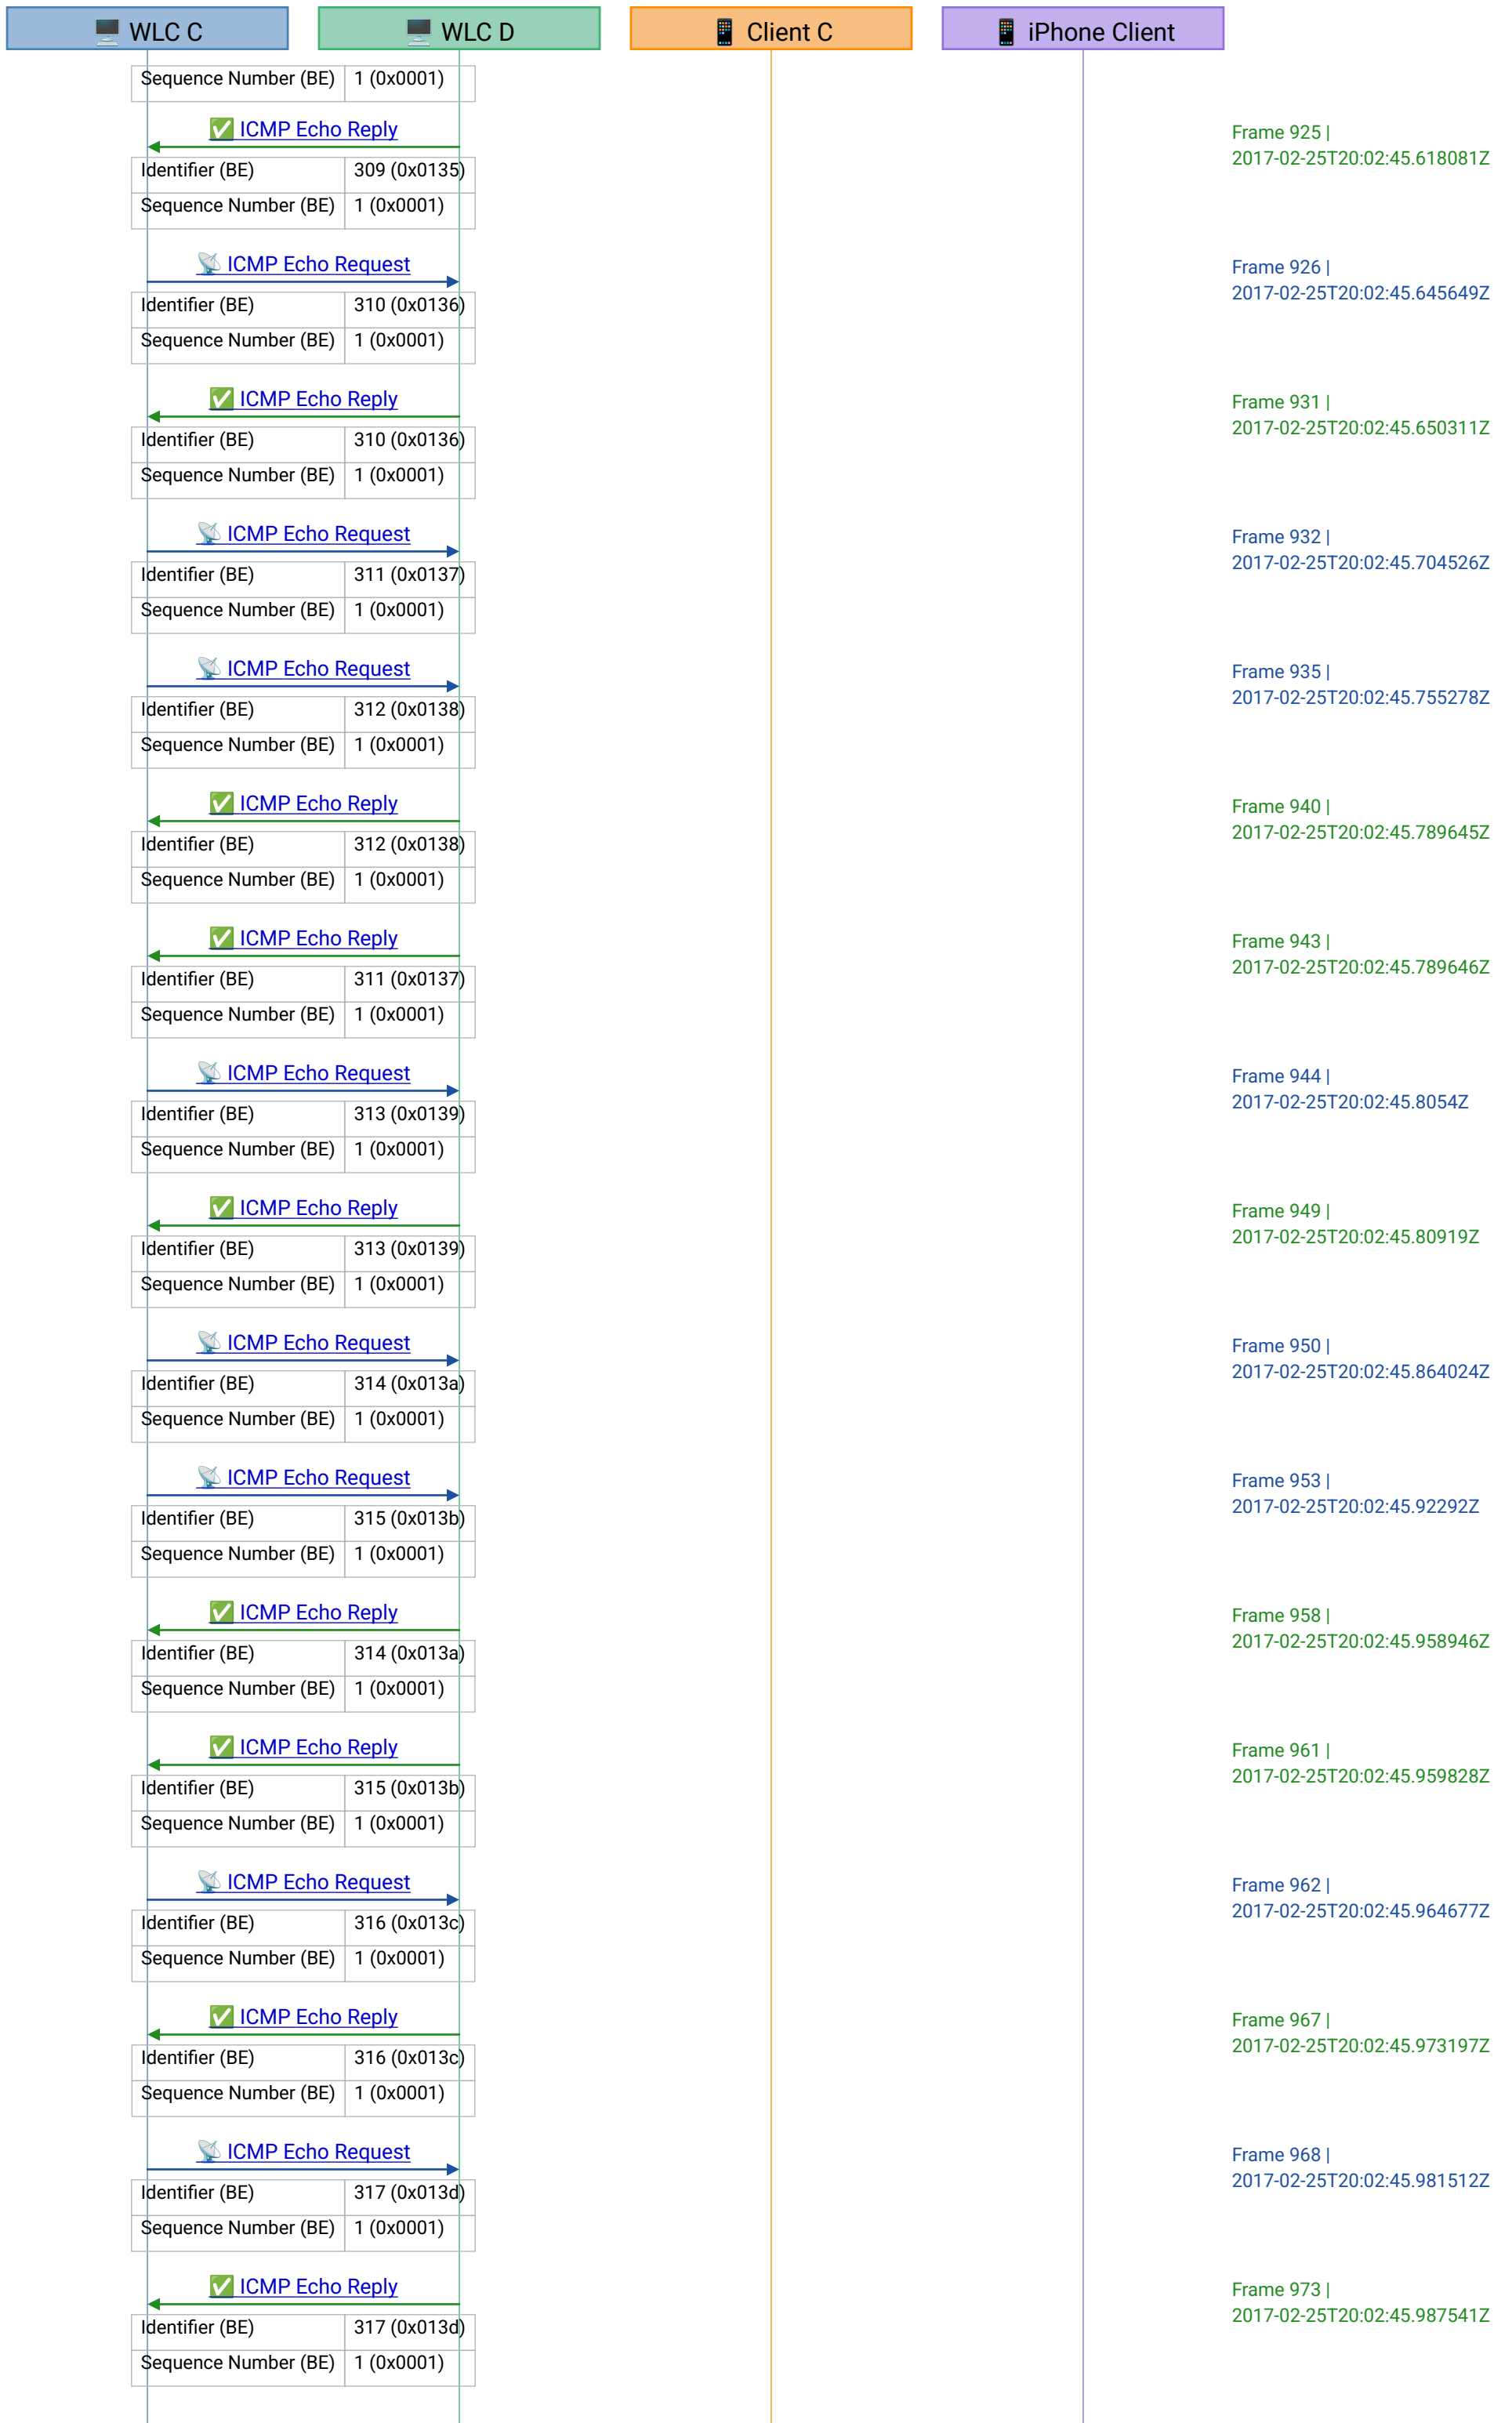 WLC C WLC D Client C iPhone Client
Sequence Number (BE) 1 (0x0001)
ICMP Echo Reply
Frame 925 |
2017-02-25T20:02:45.618081Z
Identifier (BE) 309 (0x0135)
Sequence Number (BE) 1 (0x0001)
ICMP Echo Request
Frame 926 |
2017-02-25T20:02:45.645649Z
Identifier (BE) 310 (0x0136)
Sequence Number (BE) 1 (0x0001)
ICMP Echo Reply
Frame 931 |
2017-02-25T20:02:45.650311Z
Identifier (BE) 310 (0x0136)
Sequence Number (BE) 1 (0x0001)
ICMP Echo Request
Frame 932 |
2017-02-25T20:02:45.704526Z
Identifier (BE) 311 (0x0137)
Sequence Number (BE) 1 (0x0001)
ICMP Echo Request
Frame 935 |
2017-02-25T20:02:45.755278Z
Identifier (BE) 312 (0x0138)
Sequence Number (BE) 1 (0x0001)
ICMP Echo Reply
Frame 940 |
2017-02-25T20:02:45.789645Z
Identifier (BE) 312 (0x0138)
Sequence Number (BE) 1 (0x0001)
ICMP Echo Reply
Frame 943 |
2017-02-25T20:02:45.789646Z
Identifier (BE) 311 (0x0137)
Sequence Number (BE) 1 (0x0001)
ICMP Echo Request
Frame 944 |
2017-02-25T20:02:45.8054Z
Identifier (BE) 313 (0x0139)
Sequence Number (BE) 1 (0x0001)
ICMP Echo Reply
Frame 949 |
2017-02-25T20:02:45.80919Z
Identifier (BE) 313 (0x0139)
Sequence Number (BE) 1 (0x0001)
ICMP Echo Request
Frame 950 |
2017-02-25T20:02:45.864024Z
Identifier (BE) 314 (0x013a)
Sequence Number (BE) 1 (0x0001)
ICMP Echo Request
Frame 953 |
2017-02-25T20:02:45.92292Z
Identifier (BE) 315 (0x013b)
Sequence Number (BE) 1 (0x0001)
ICMP Echo Reply
Frame 958 |
2017-02-25T20:02:45.958946Z
Identifier (BE) 314 (0x013a)
Sequence Number (BE) 1 (0x0001)
ICMP Echo Reply
Frame 961 |
2017-02-25T20:02:45.959828Z
Identifier (BE) 315 (0x013b)
Sequence Number (BE) 1 (0x0001)
ICMP Echo Request
Frame 962 |
2017-02-25T20:02:45.964677Z
Identifier (BE) 316 (0x013c)
Sequence Number (BE) 1 (0x0001)
ICMP Echo Reply
Frame 967 |
2017-02-25T20:02:45.973197Z
Identifier (BE) 316 (0x013c)
Sequence Number (BE) 1 (0x0001)
ICMP Echo Request
Frame 968 |
2017-02-25T20:02:45.981512Z
Identifier (BE) 317 (0x013d)
Sequence Number (BE) 1 (0x0001)
ICMP Echo Reply
Frame 973 |
2017-02-25T20:02:45.987541Z
Identifier (BE) 317 (0x013d)
Sequence Number (BE) 1 (0x0001)